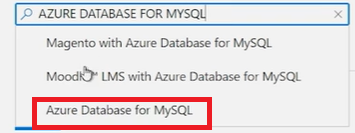 AZURE DATABASE FOR MYSQL
Magento with Azure Database for MySQL
LMS with Azure Database for MySQL
Azure Database for MySQL